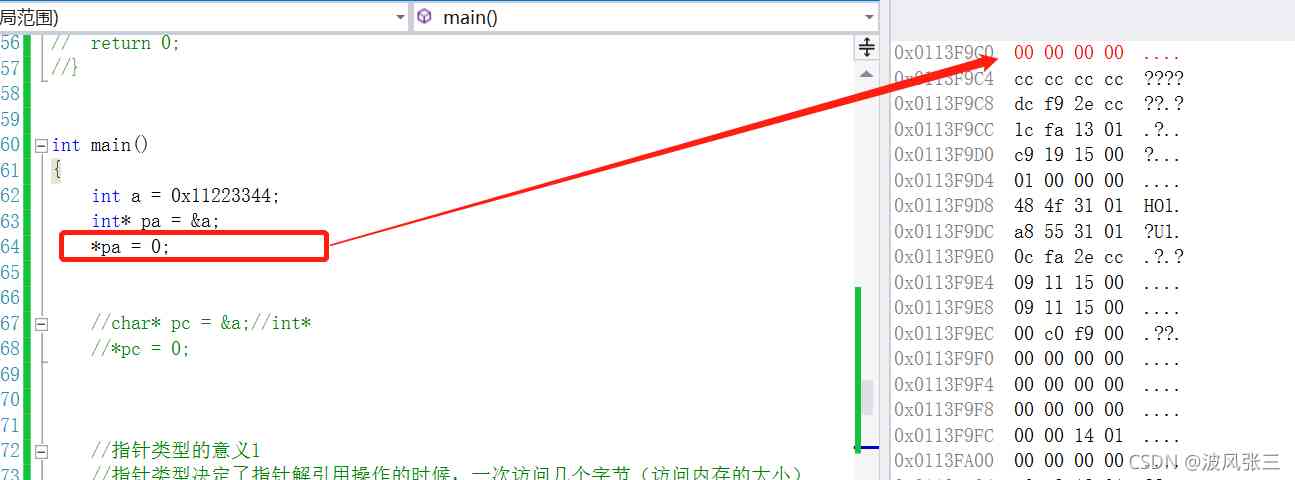 局范围)
main()
56 // return 0;
57 //}
58
59
60 int main()
61 {
62 int a = 0x11223344;
63 int* pa = &a;
64 *pa = 0;
65
66
67 //char* pc = &a;//int*
68 //*pc = 0;
69
70
71
72 //指针类型的意义1
73 //指针类型决定了指针解引用操作的时候，一次访问几个字节（访问内存的大小）
0x0113F9C0 00 00 00 00 ....
0x0113F9C4 cc cc cc cc ????
0x0113F9C8 dc f9 2e cc ??.?
0x0113F9CC 1c fa 13 01 .?..
0x0113F9D0 c9 19 15 00 ?...
0x0113F9D4 01 00 00 00 ....
0x0113F9D8 48 4f 31 01 HO1.
0x0113F9DC a8 55 31 01 ?U1.
0x0113F9E0 0c fa 2e cc .?.?
0x0113F9E4 09 11 15 00 ....
0x0113F9E8 09 11 15 00 ....
0x0113F9EC 00 c0 f9 00 .??.
0x0113F9F0 00 00 00 00 ....
0x0113F9F4 00 00 00 00 ....
0x0113F9F8 00 00 00 00 ....
0x0113F9FC 00 00 14 01 ....
0x0113FA00 00 00 00 00 ....
CSDN @波风张三